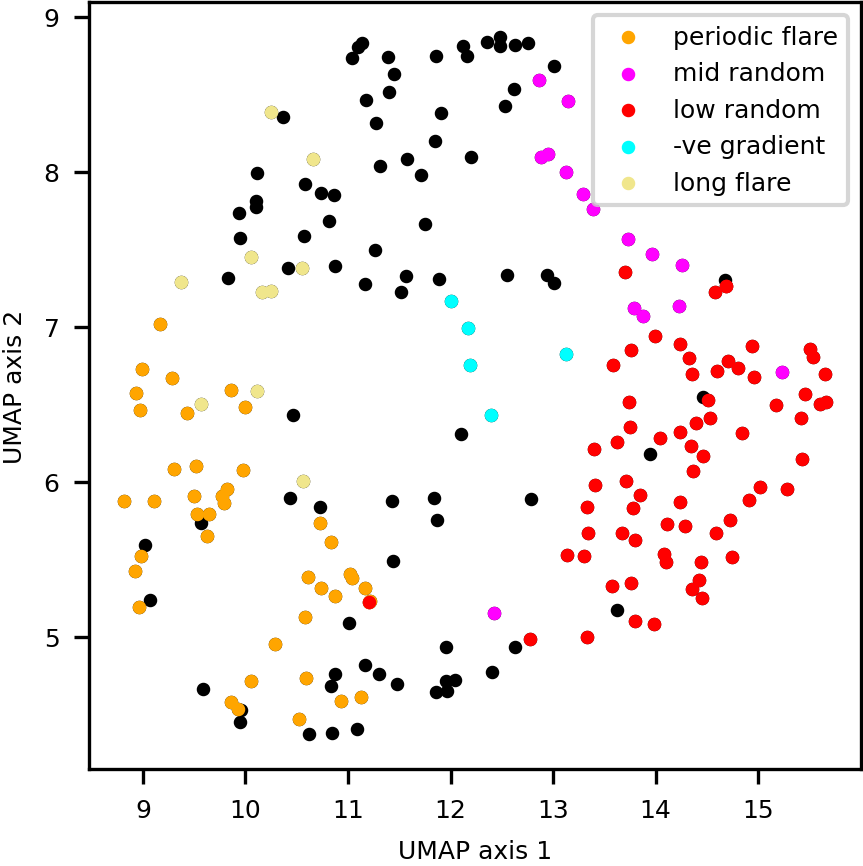 9
8
7
6
5
UMAP axis 2
periodic flare
mid random
low random
-ve gradient
long flare
9 10 11 12 13 14 15
UMAP axis 1